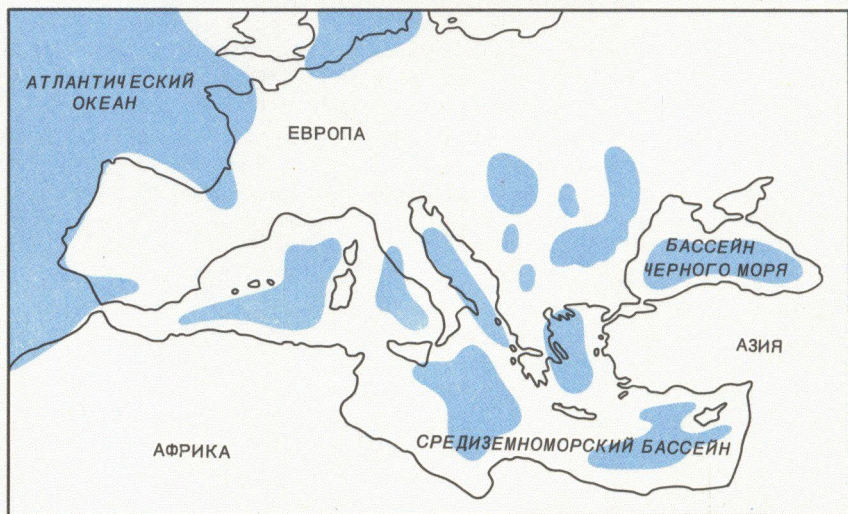 АТЛАНТИЧЕСКИЙ
ОКЕАН
ЕВРОПА
БАССЕЙН
ЧЕРНОГО МОРЯ
АЗИЯ
АФРИКА
СРЕДИЗЕМНОМОРСКИЙ БАССЕЙН